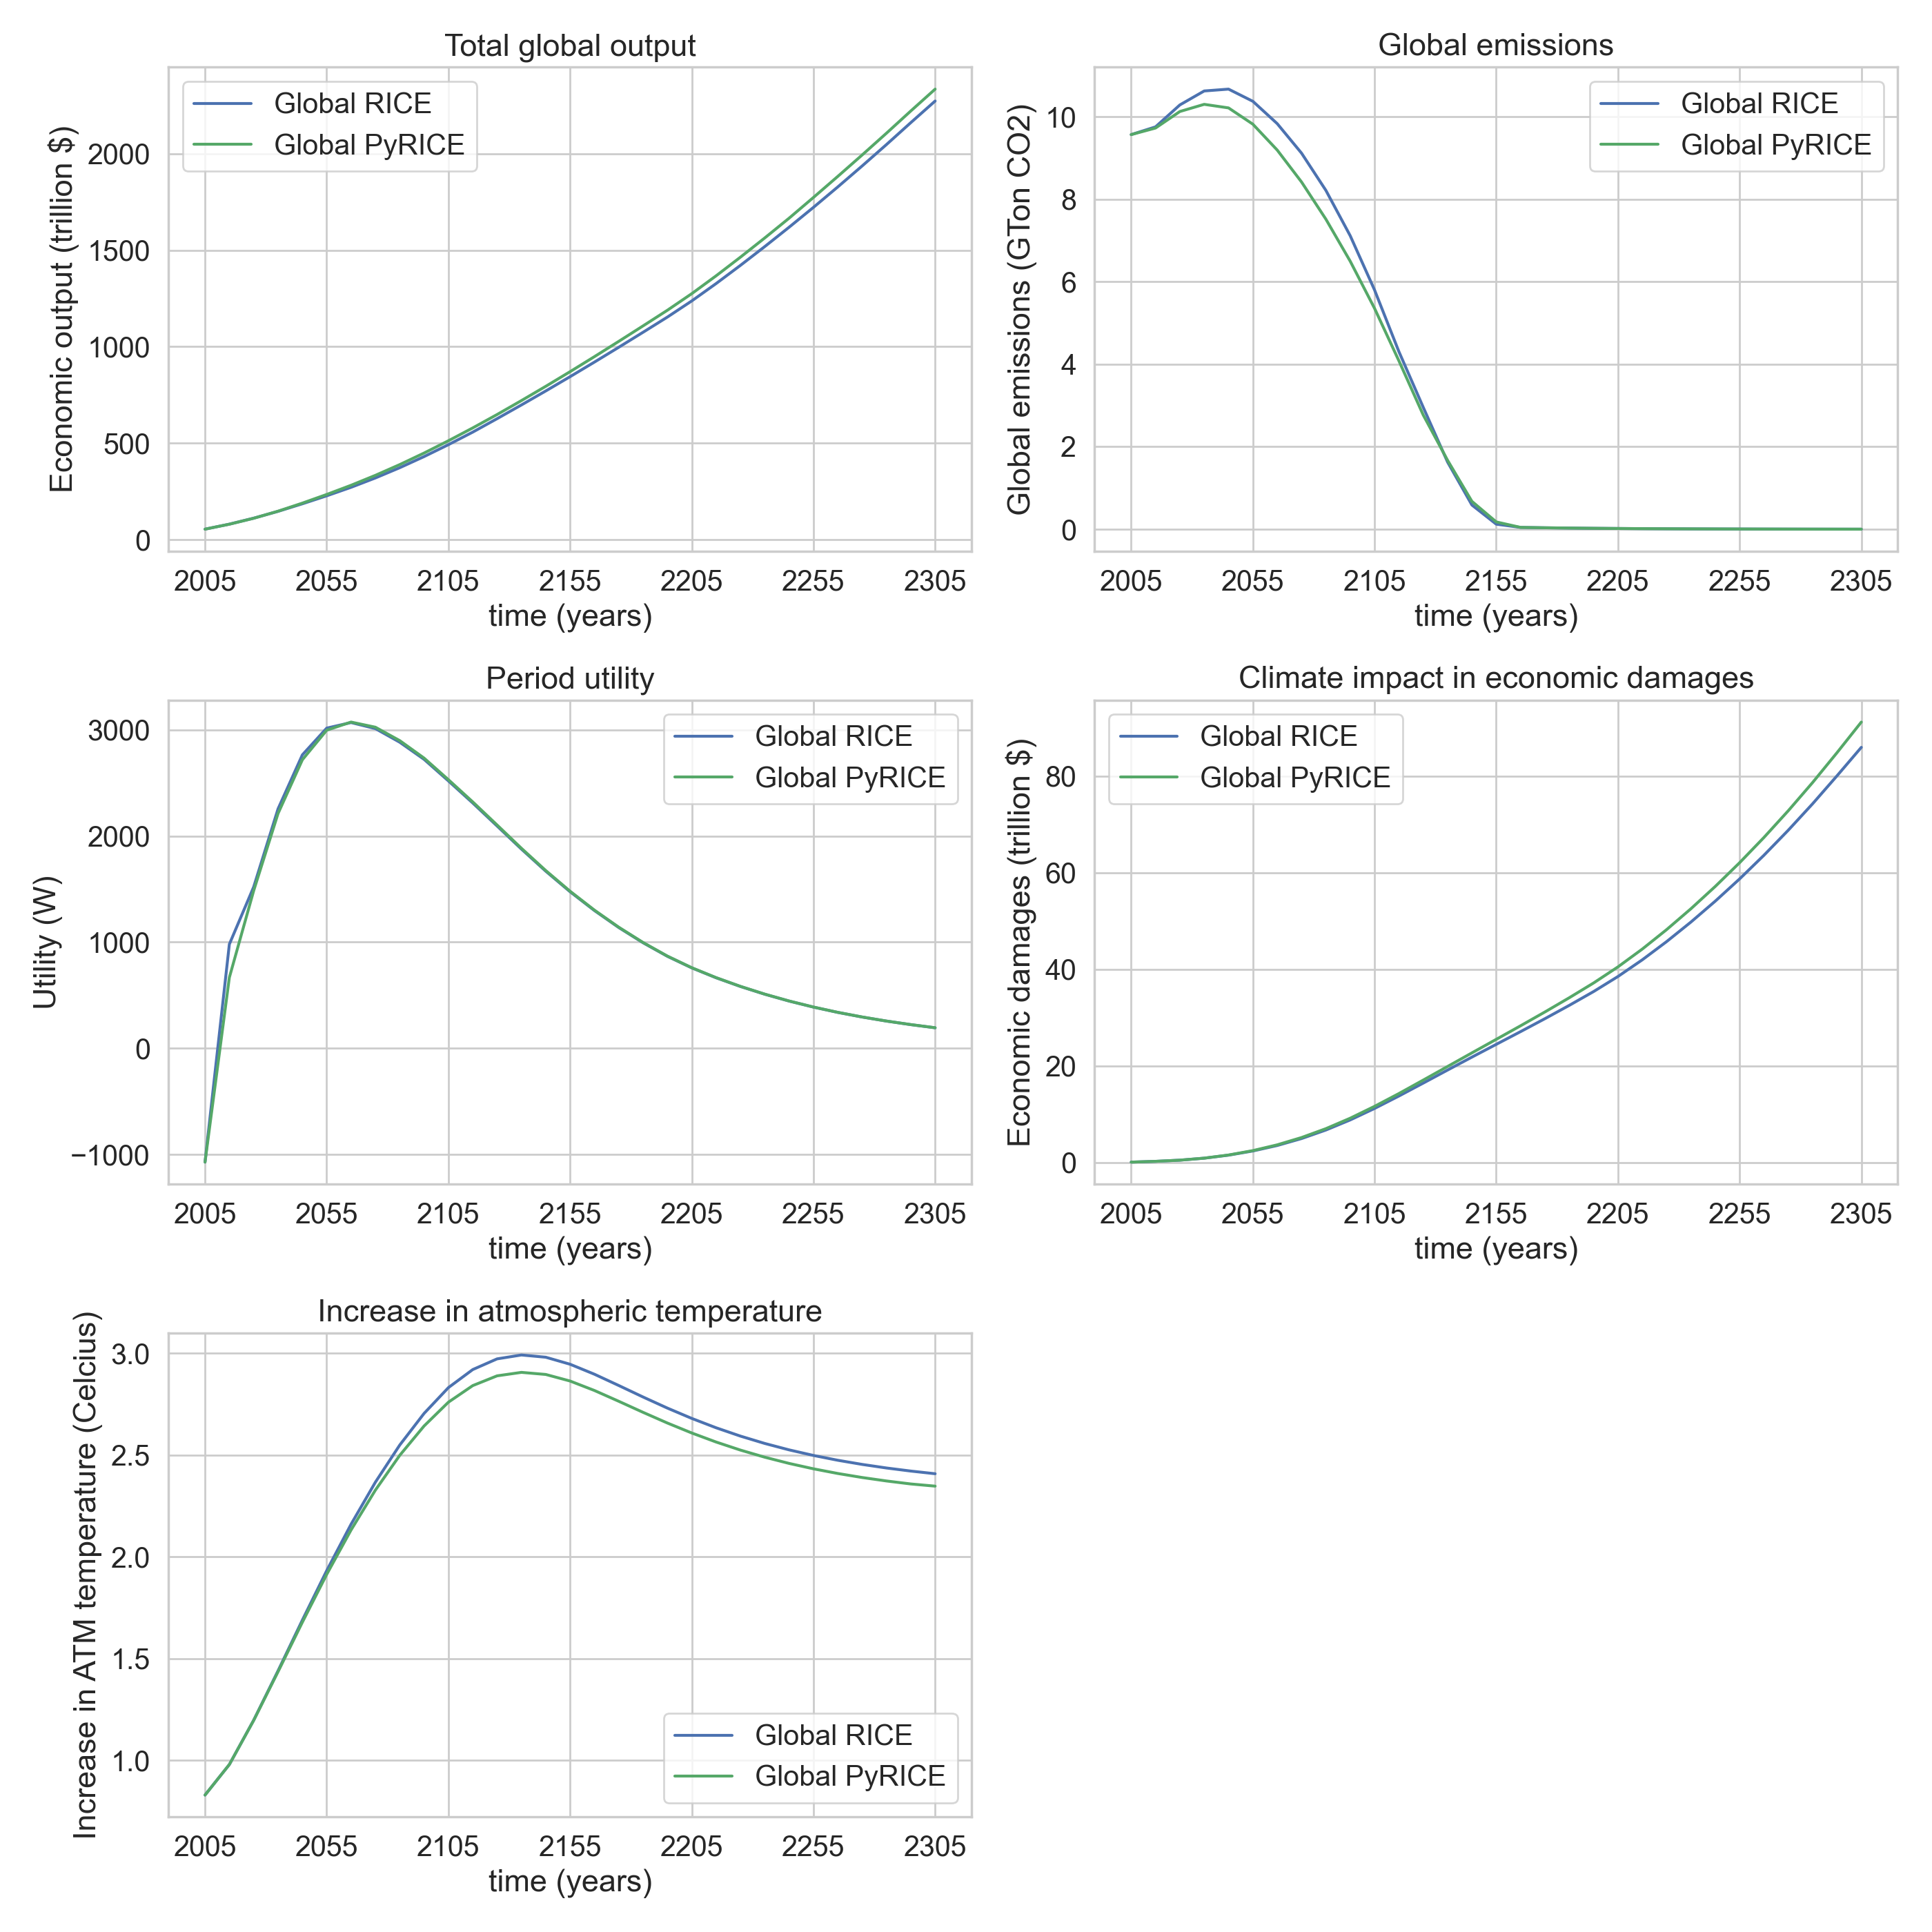 Total global output
Economic output (trillion $)
2000
1500
1000
500
0
Global RICE
Global PyRICE
2005 2055 2105 2155 2205 2255 2305
time (years)
Global emissions
Global emissions (GTon CO2)
10
8
6
4
2
0
Global RICE
Global PyRICE
2005 2055 2105 2155 2205 2255 2305
time (years)
Period utility
Utility (W)
3000
2000
1000
0
−1000
Global RICE
Global PyRICE
2005 2055 2105 2155 2205 2255 2305
time (years)
Climate impact in economic damages
Economic damages (trillion $)
80
60
40
20
0
Global RICE
Global PyRICE
2005 2055 2105 2155 2205 2255 2305
time (years)
Increase in atmospheric temperature
Increase in ATM temperature (Celcius)
3.0
2.5
2.0
1.5
1.0
Global RICE
Global PyRICE
2005 2055 2105 2155 2205 2255 2305
time (years)